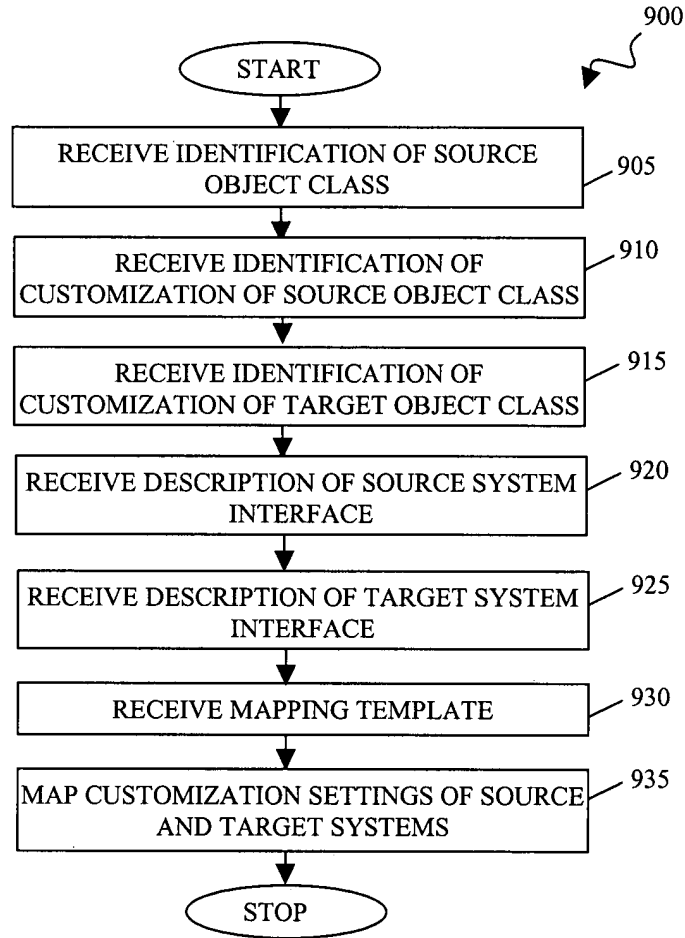 900
START
RECEIVE IDENTIFICATION OF SOURCE
OBJECT CLASS
905
RECEIVE IDENTIFICATION OF
CUSTOMIZATION OF SOURCE OBJECT CLASS
910
RECEIVE IDENTIFICATION OF
CUSTOMIZATION OF TARGET OBJECT CLASS
915
RECEIVE DESCRIPTION OF SOURCE SYSTEM
INTERFACE
920
RECEIVE DESCRIPTION OF TARGET SYSTEM
INTERFACE
925
RECEIVE MAPPING TEMPLATE
930
MAP CUSTOMIZATION SETTINGS OF SOURCE
AND TARGET SYSTEMS
935
STOP